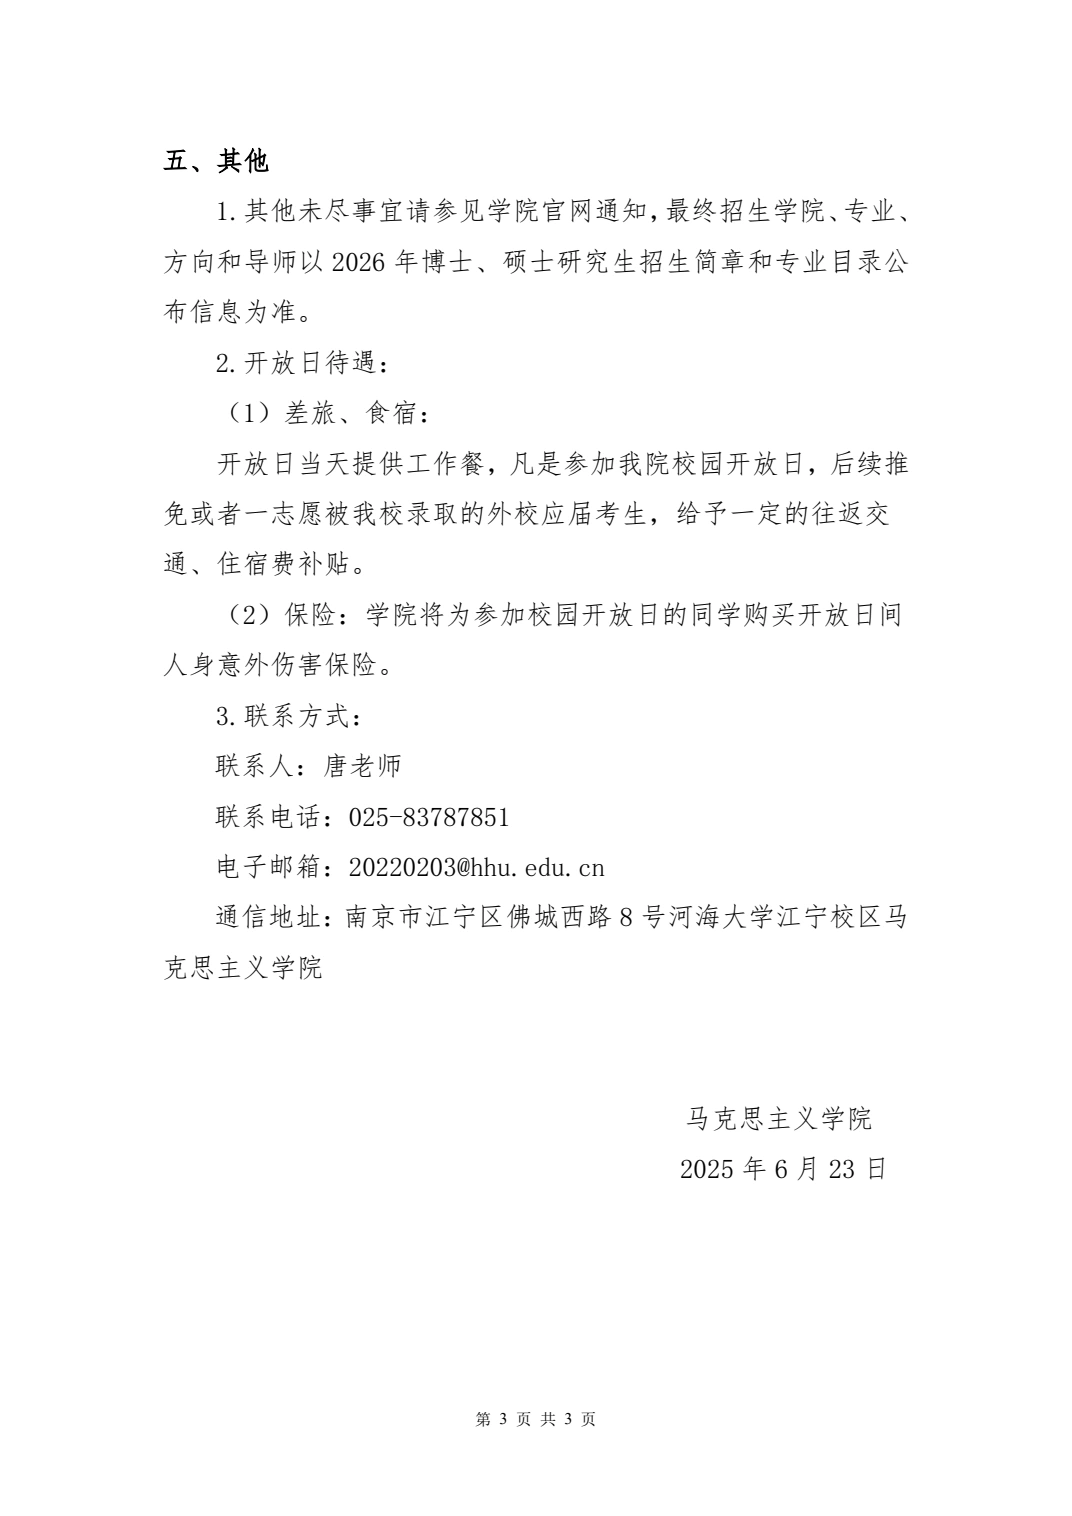 五、其他
1.其他未尽事宜请参见学院官网通知，最终招生学院、专业、
方向和导师以 2026 年博士、硕士研究生招生简章和专业目录公
布信息为准。
2.开放日待遇：
（1）差旅、食宿：
开放日当天提供工作餐，凡是参加我院校园开放日，后续推
免或者一志愿被我校录取的外校应届考生，给予一定的往返交
通、住宿费补贴。
（2）保险：学院将为参加校园开放日的同学购买开放日间
人身意外伤害保险。
3.联系方式：
联系人：唐老师
联系电话：025-83787851
电子邮箱：20220203@hhu.edu.cn
通信地址：南京市江宁区佛城西路 8 号河海大学江宁校区马
克思主义学院
马克思主义学院
2025 年 6 月 23 日
第 3 页 共 3 页